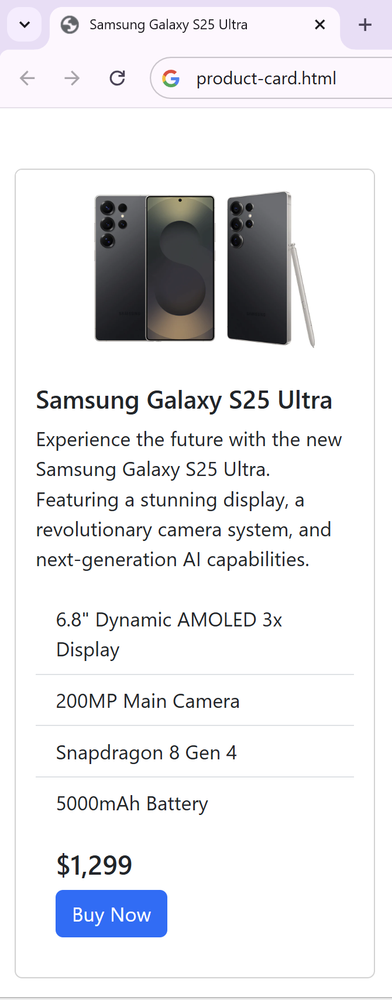 Samsung Galaxy S25 Ultra
product-card.html
Samsung Galaxy S25 Ultra
Experience the future with the new
Samsung Galaxy S25 Ultra.
Featuring a stunning display, a
revolutionary camera system, and
next-generation AI capabilities.
6.8" Dynamic AMOLED 3x
Display
200MP Main Camera
Snapdragon 8 Gen 4
5000mAh Battery
$1,299
Buy Now